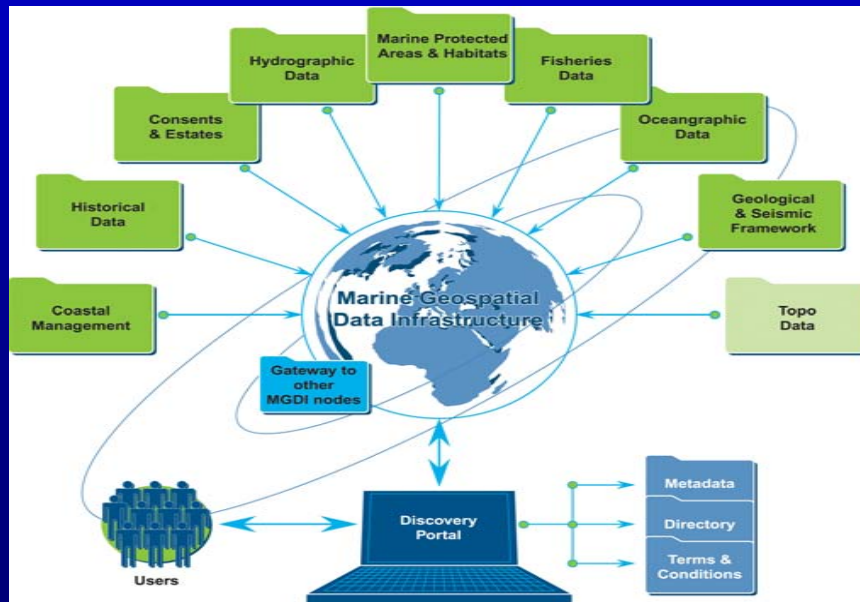 Marine Protected
Areas & Habitats
Hydrographic
Data
Fisheries
Data
Consents
& Estates
Oceangraphic
Data
Historical
Data
Geological
& Seismic
Framework
Coastal
Management
Marine Geospatial
Data Infrastructure
Topo
Data
Gateway to
other
MGDI nodes
Users
Discovery
Portal
Metadata
Directory
Terms &
Conditions